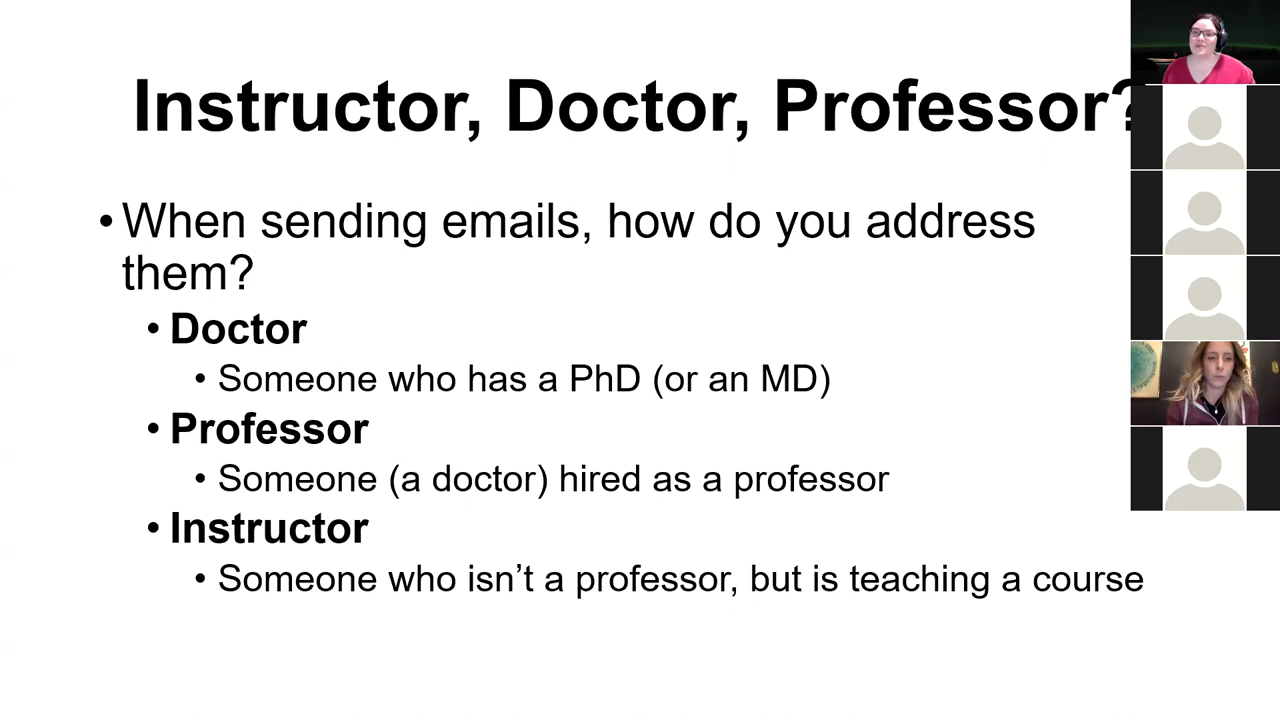 Instructor, Doctor, Professor?
• When sending emails, how do you address
them?
• Doctor
• Someone who has a PhD (or an MD)
• Professor
• Someone (a doctor) hired as a professor
• Instructor
• Someone who isn’t a professor, but is teaching a course